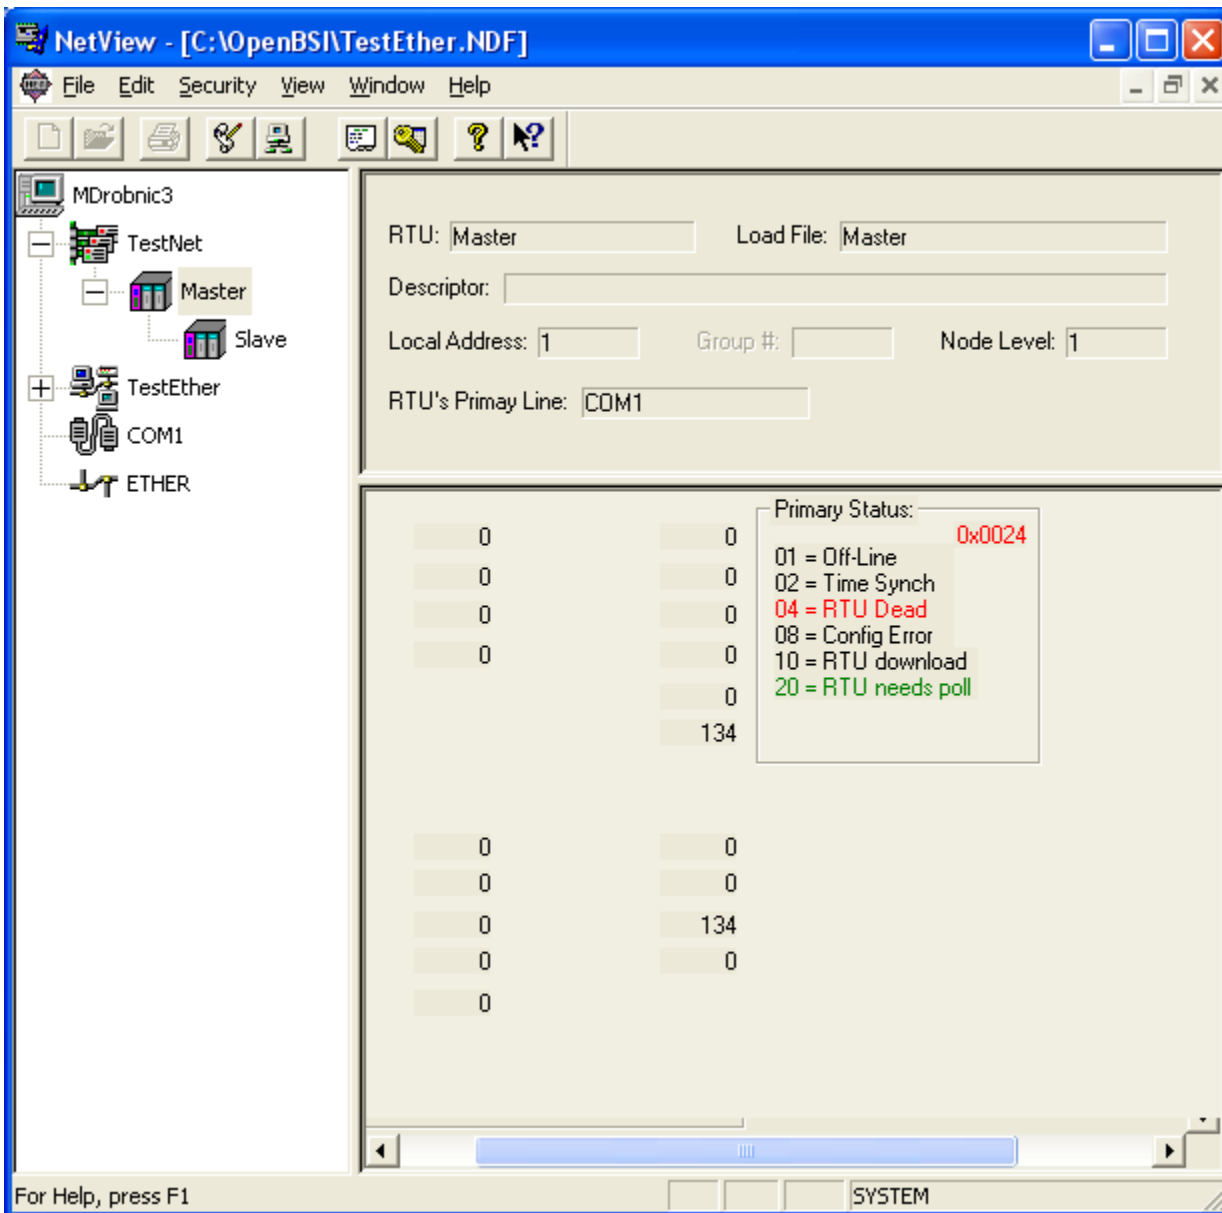 NetView - [C:\OpenBSI\TestEther.NDF]
File Edit Security View Window Help
MDrobnic3
TestNet
Master
Slave
TestEther
COM1
ETHER
RTU: Master Load File: Master
Descriptor:
Local Address: 1 Group #: Node Level: 1
RTU's Primay Line: COM1
Primary Status:
0x0024
01 = Off-Line
02 = Time Synch
04 = RTU Dead
08 = Config Error
10 = RTU download
20 = RTU needs poll
0 0
0 0
0 0
0 0
0
134
0 0
0 0
0 134
0 0
0
For Help, press F1 SYSTEM